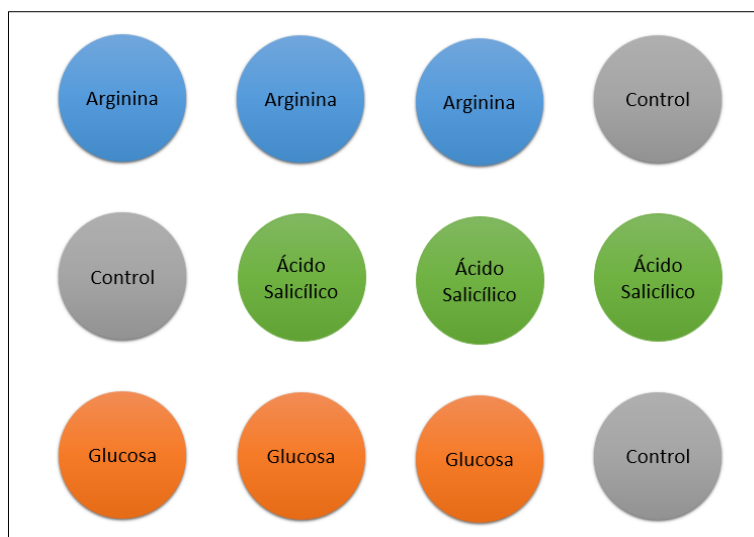 Arginina
Arginina
Arginina
Control
Control
Ácido
Salicílico
Ácido
Salicílico
Ácido
Salicílico
Glucosa
Glucosa
Glucosa
Control